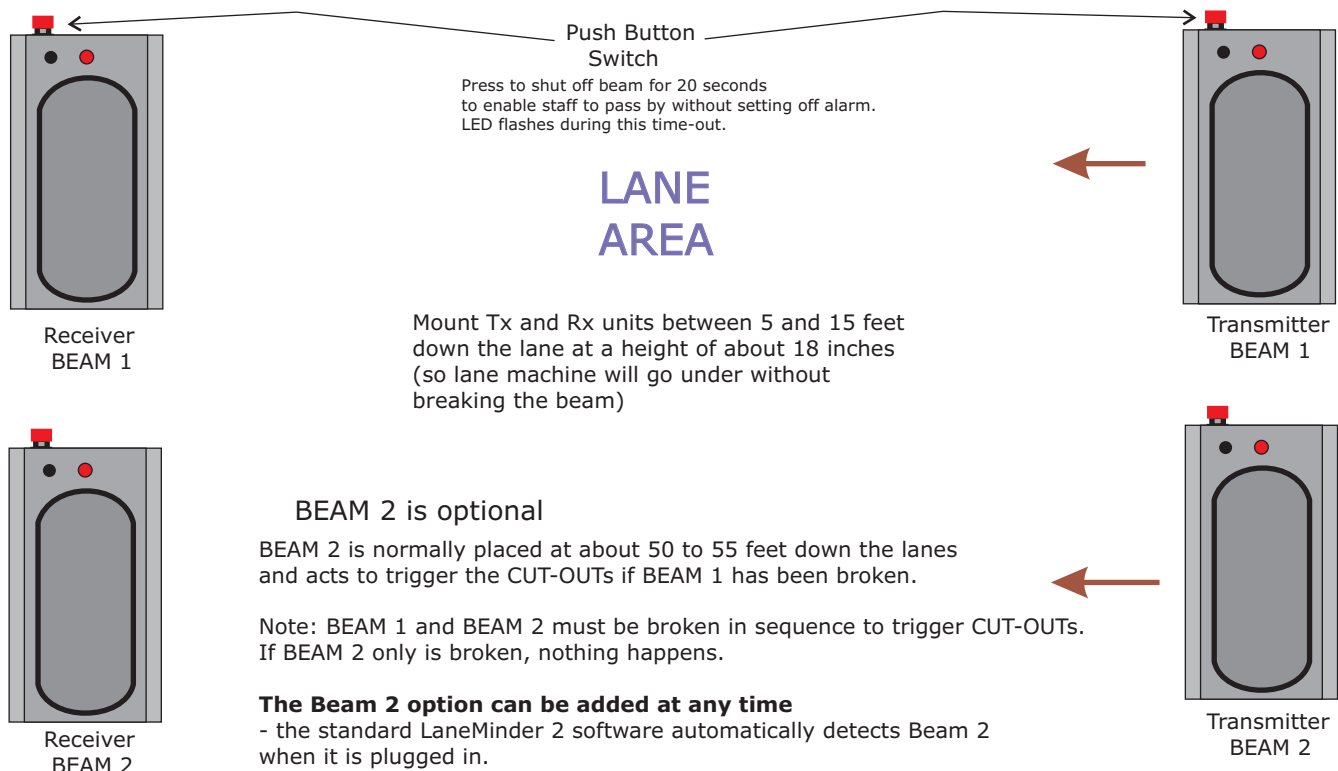 Push Button
Switch
Press to shut off beam for 20 seconds
to enable staff to pass by without setting off alarm.
LED flashes during this time-out.
LANE
AREA
Receiver
BEAM 1
Transmitter
BEAM 1
Mount Tx and Rx units between 5 and 15 feet
down the lane at a height of about 18 inches
(so lane machine will go under without
breaking the beam)
BEAM 2 is optional
BEAM 2 is normally placed at about 50 to 55 feet down the lanes
and acts to trigger the CUT-OUTs if BEAM 1 has been broken.
Note: BEAM 1 and BEAM 2 must be broken in sequence to trigger CUT-OUTs.
If BEAM 2 only is broken, nothing happens.
The Beam 2 option can be added at any time
- the standard LaneMinder 2 software automatically detects Beam 2
when it is plugged in.
Receiver
BEAM 2
Transmitter
BEAM 2